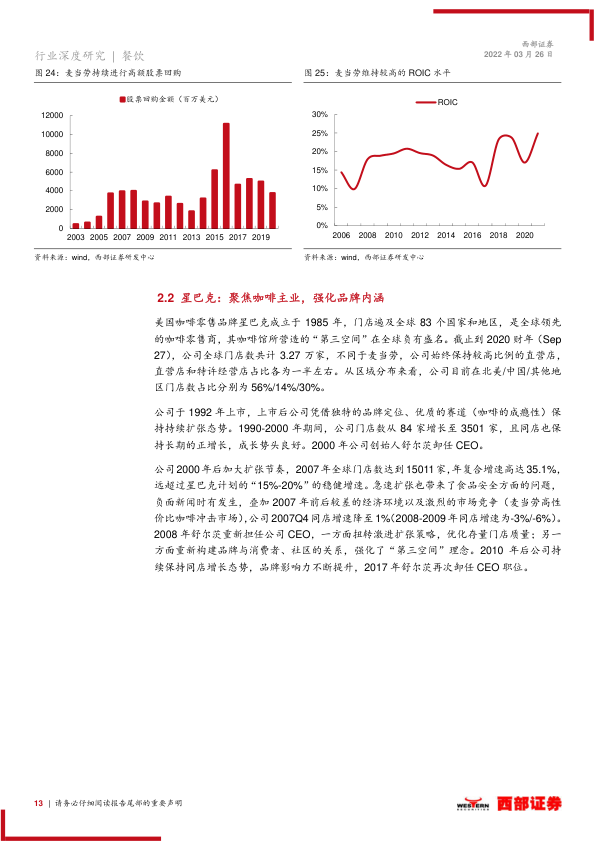 西部证券
2022 年 03 月 26 日
行业深度研究 | 餐饮
图 24：麦当劳持续进行高额股票回购
股票回购金额（百万美元）
12000
10000
8000
6000
4000
2000
0
2003 2005 2007 2009 2011 2013 2015 2017 2019
资料来源：wind，西部证券研发中心
图 25：麦当劳维持较高的 ROIC 水平
ROIC
30%
25%
20%
15%
10%
5%
0%
2006 2008 2010 2012 2014 2016 2018 2020
资料来源：wind，西部证券研发中心
2.2 星巴克：聚焦咖啡主业，强化品牌内涵
美国咖啡零售品牌星巴克成立于 1985 年，门店遍及全球 83 个国家和地区，是全球领先
的咖啡零售商，其咖啡馆所营造的“第三空间”在全球负有盛名。截止到 2020 财年（Sep
27），公司全球门店数共计 3.27 万家，不同于麦当劳，公司始终保持较高比例的直营店，
直营店和特许经营店占比各为一半左右。从区域分布来看，公司目前在北美/中国/其他地
区门店数占比分别为 56%/14%/30%。
公司于 1992 年上市，上市后公司凭借独特的品牌定位、优质的赛道（咖啡的成瘾性）保
持持续扩张态势。1990-2000 年期间，公司门店数从 84 家增长至 3501 家，且同店也保
持长期的正增长，成长势头良好。2000 年公司创始人舒尔茨卸任 CEO。
公司 2000 年后加大扩张节奏，2007 年全球门店数达到 15011 家，年复合增速高达 35.1%，
远超过星巴克计划的“15%-20%”的稳健增速。急速扩张也带来了食品安全方面的问题，
负面新闻时有发生，叠加 2007 年前后较差的经济环境以及激烈的市场竞争（麦当劳高性
价比咖啡冲击市场），公司 2007Q4 同店增速降至 1%(2008-2009 年同店增速为-3%/-6%)。
2008 年舒尔茨重新担任公司 CEO，一方面扭转激进扩张策略，优化存量门店质量；另一
方面重新构建品牌与消费者、社区的关系，强化了“第三空间”理念。2010 年后公司持
续保持同店增长态势，品牌影响力不断提升，2017 年舒尔茨再次卸任 CEO 职位。
13 | 请务必仔细阅读报告尾部的重要声明
WESTERN
SECURITIES
西部证券